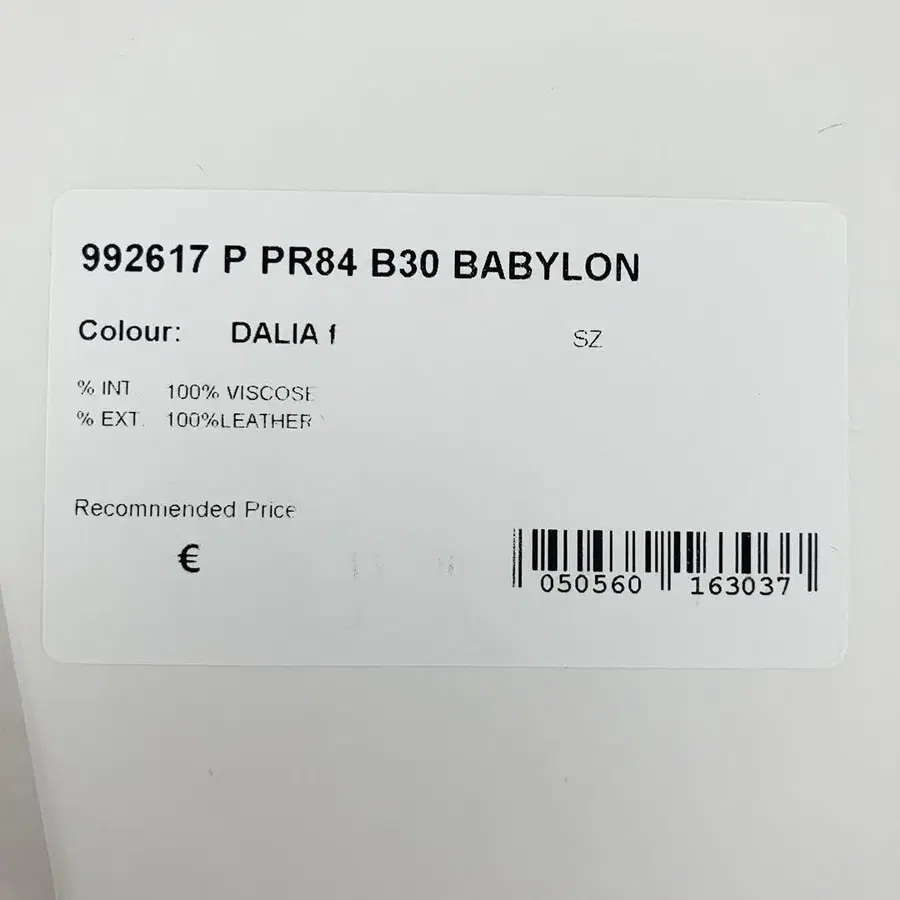 992617 P PR84 B30 BABYLON
Colour: DALIA f SZ
% INT. 100% VISCOSE
% EXT. 100%LEATHER
Recommended Price
€
050560 163037